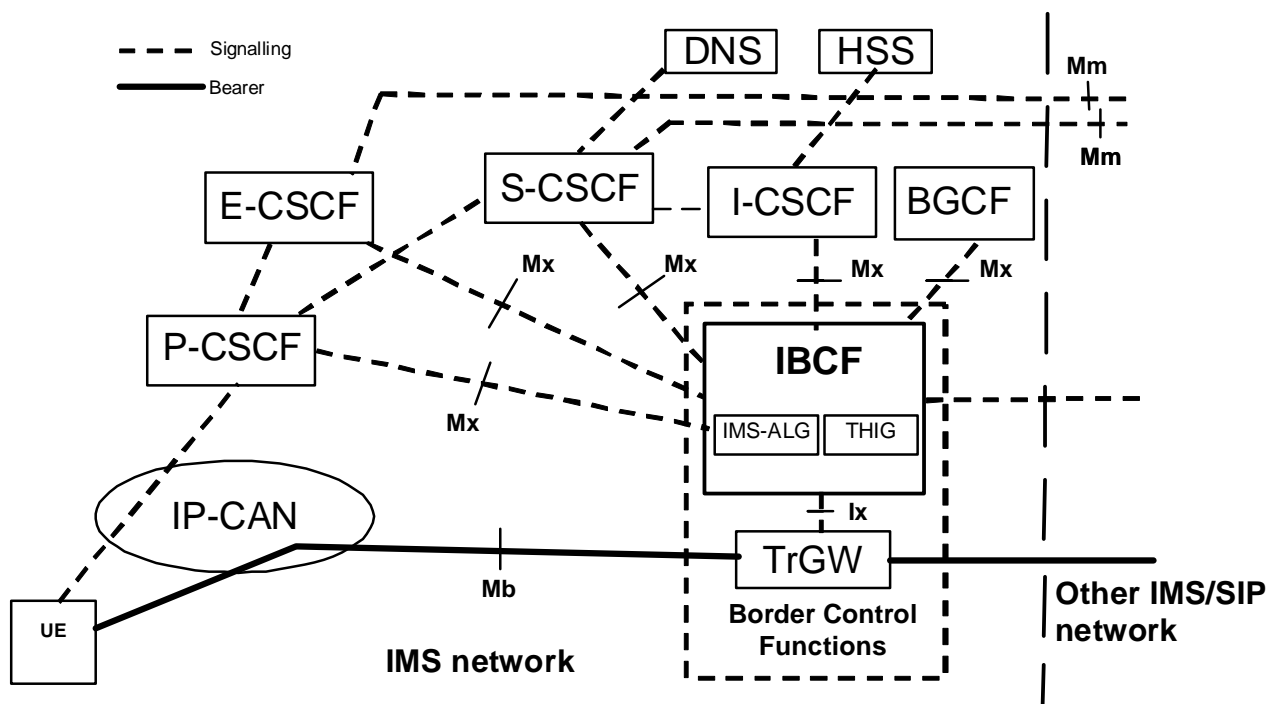 Signalling
Bearer
DNS
HSS
Mm
Mm
E-CSCF
S-CSCF
I-CSCF
BGCF
Mx
Mx
Mx
Mx
P-CSCF
IBCF
Mx
IMS-ALG
THIG
IP-CAN
Ix
TrGW
Mb
UE
Border Control
Functions
Other IMS/SIP
network
IMS network